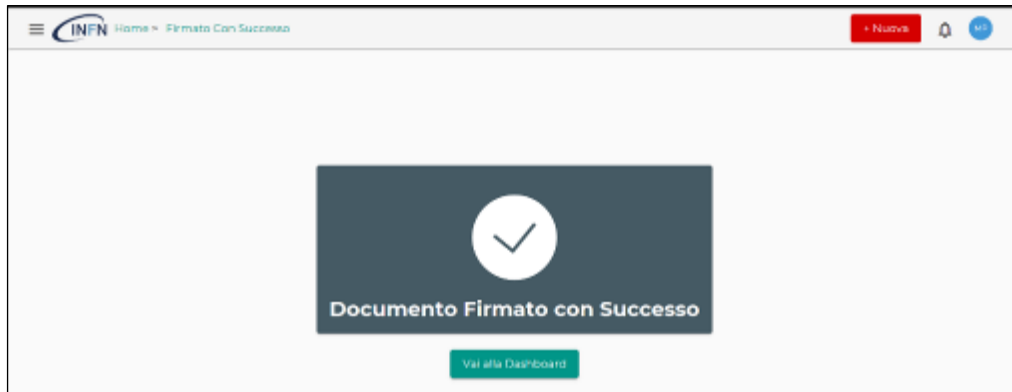 INFN Home » Firmato Con Successo + Nuova
Documento Firmato con Successo
Vai alla Dashboard